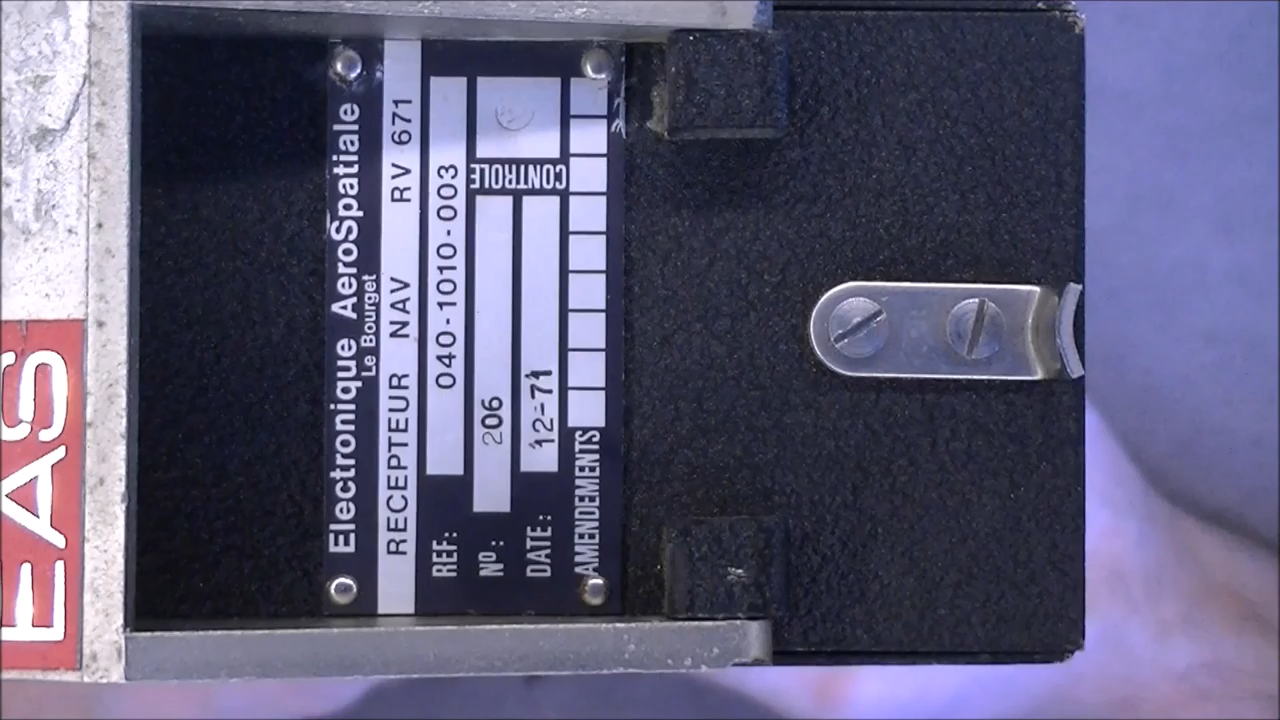 EAS
Electronique AeroSpatiale
Le Bourget
RECEPTEUR NAV RV 671
REF: 040-1010-003
Nº: 206
CONTROLE
DATE: 12-71
AMENDEMENTS